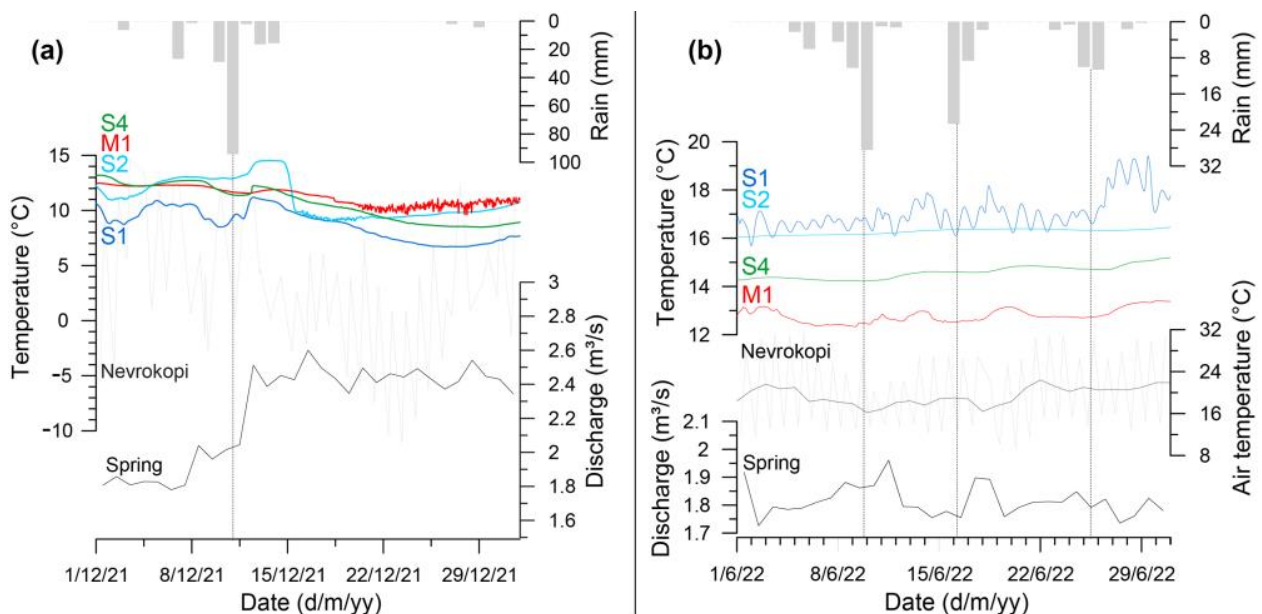 (a)
0
20
40
60
80
100
Rain (mm)
S4
M1
S2
S1
15
10
5
0
−5
−10
Temperature (°C)
3
2.8
2.6
2.4
2.2
2
1.8
1.6
Discharge (m³/s)
Nevrokopi
Spring
1/12/21 8/12/21 15/12/21 22/12/21 29/12/21
Date (d/m/yy)
(b)
0
8
16
24
32
Rain (mm)
20
18
16
14
12
Temperature (°C)
S1
S2
S4
M1
32
24
16
8
Air temperature (°C)
Nevrokopi
2.1
2
1.9
1.8
1.7
Discharge (m³/s)
Spring
1/6/22 8/6/22 15/6/22 22/6/22 29/6/22
Date (d/m/yy)